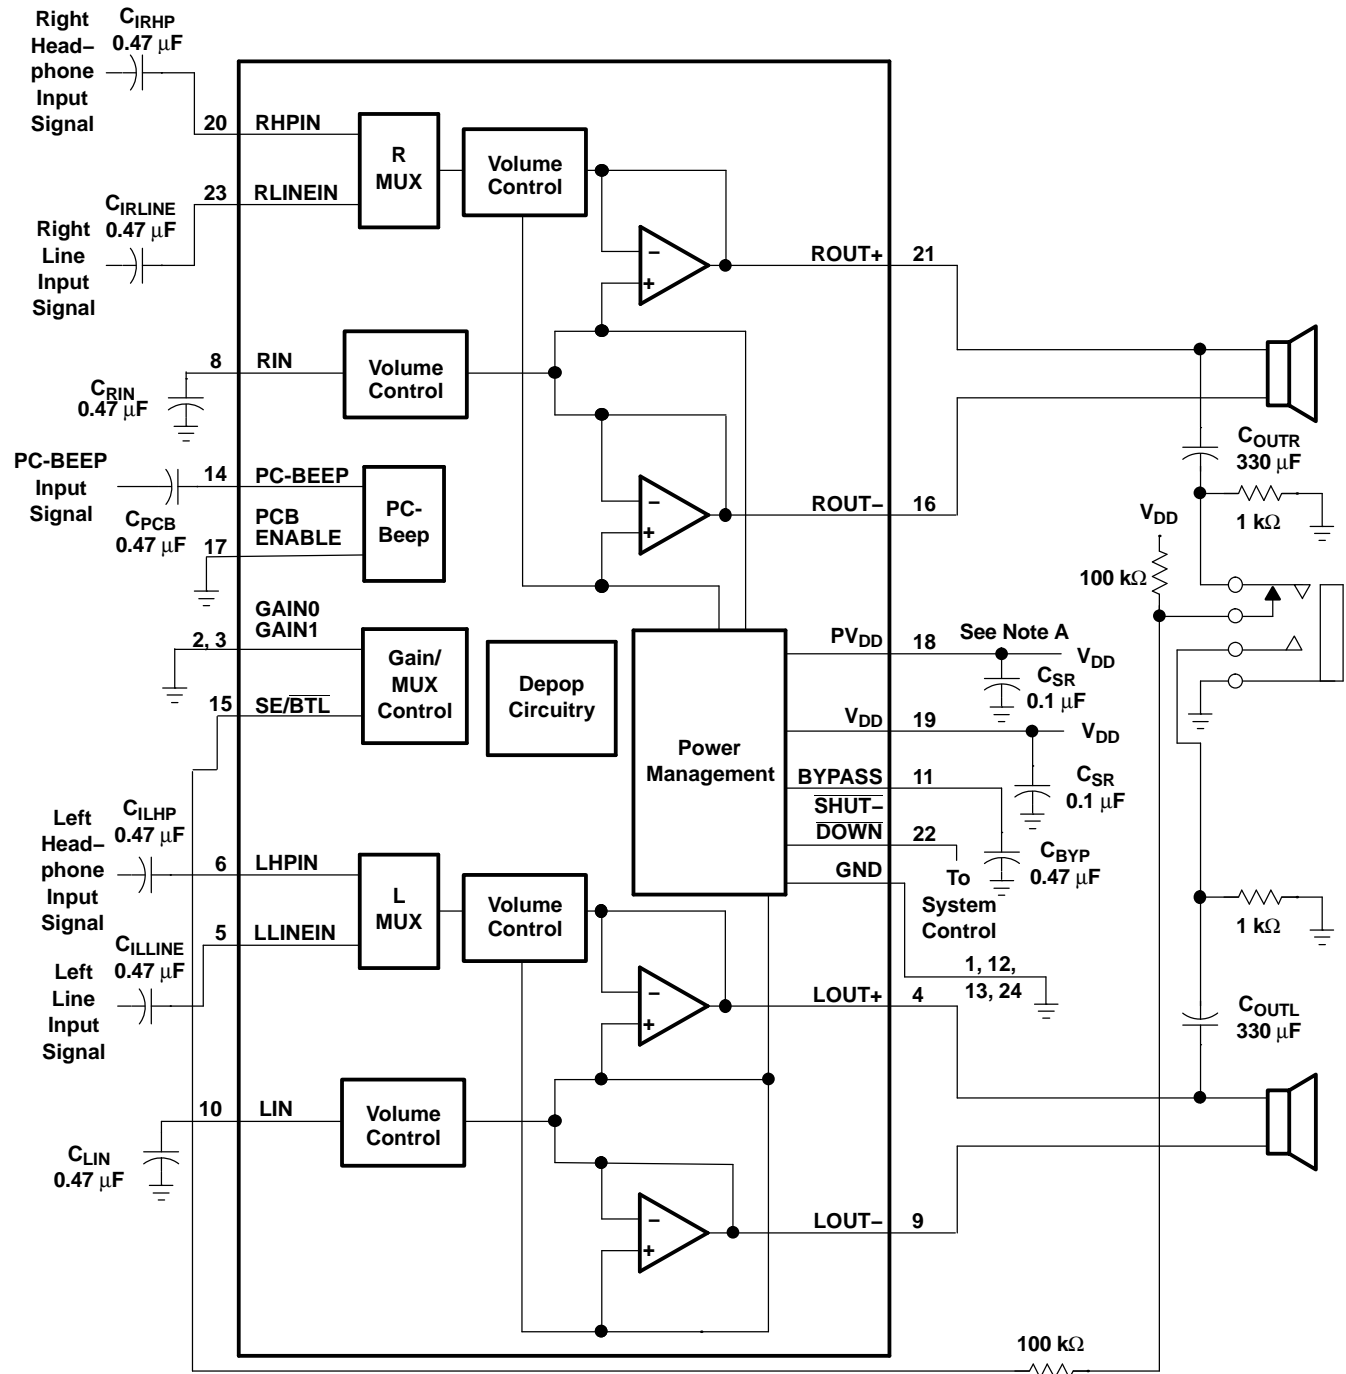 Right
Head–
phone
Input
Signal
CIRHP
0.47 μF
20
RHPIN
R
MUX
Volume
Control
23
RLINEIN
CIRLINE
0.47 μF
Right
Line
Input
Signal
–
+
ROUT+
21
8
RIN
Volume
Control
CRIN
0.47 μF
COUTR
330 μF
1 kΩ
PC-BEEP
Input
Signal
14
PC-BEEP
CPCB
0.47 μF
17
PCB
ENABLE
PC-
Beep
–
+
ROUT–
16
VDD
100 kΩ
GAIN0
GAIN1
2, 3
15
SE/BTL
Gain/
MUX
Control
Depop
Circuitry
Power
Management
PVDD
18
See Note A
VDD
CSR
0.1 μF
VDD
19
VDD
CSR
0.1 μF
BYPASS
11
SHUT–
DOWN
22
CBYP
0.47 μF
To
System
Control
GND
1, 12,
13, 24
Left
Head–
phone
Input
Signal
CILHP
0.47 μF
6
LHPIN
L
MUX
Volume
Control
5
LLINEIN
CILLINE
0.47 μF
Left
Line
Input
Signal
1 kΩ
–
+
LOUT+
4
COUTL
330 μF
10
LIN
Volume
Control
CLIN
0.47 μF
–
+
LOUT–
9
100 kΩ